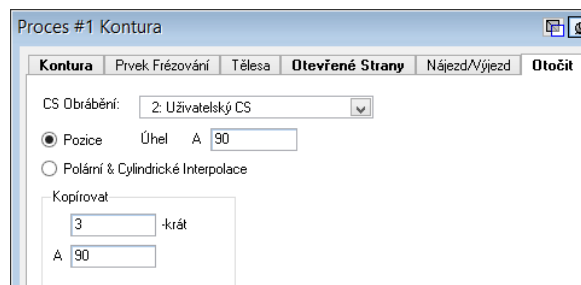 Proces #1 Kontura
Kontura Prvek Frézování Tělesa Otevřené Strany Nájezd/Výjezd Otočit
CS Obrábění: 2: Uživatelský CS
Pozice Úhel A 90
Polární & Cylindrické Interpolace
Kopírovat
3 -krát
A 90